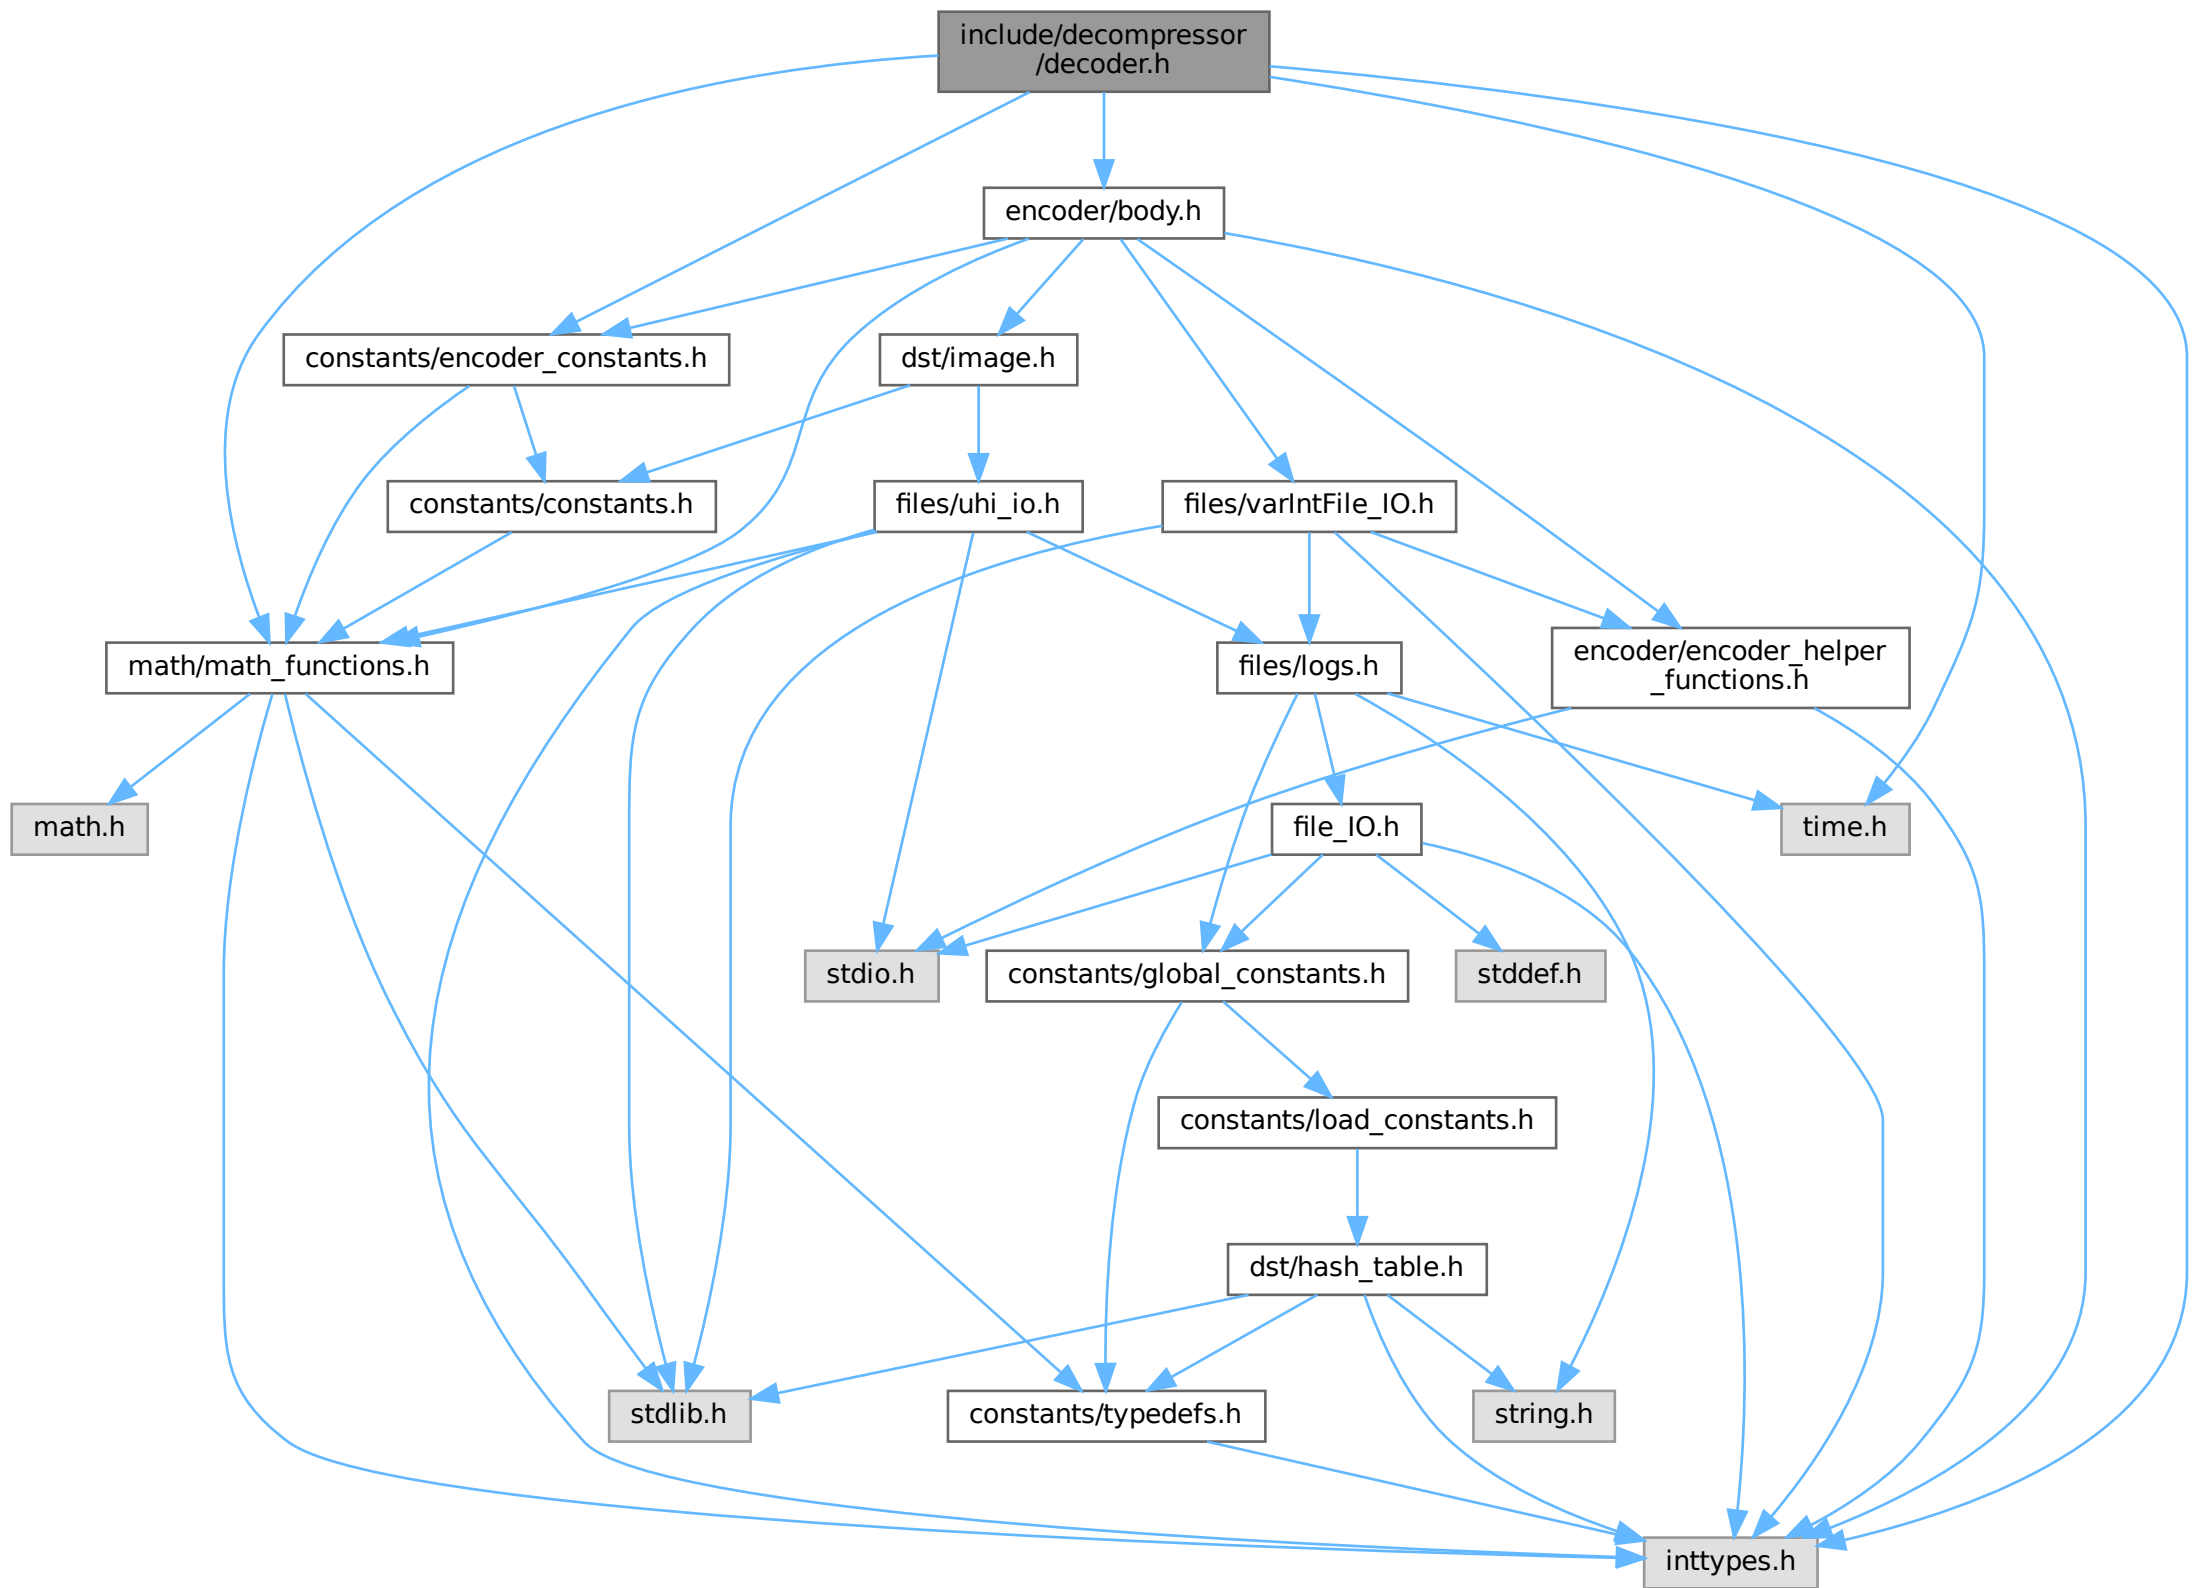 include/decompressor
/decoder.h
encoder/body.h
constants/encoder_constants.h
dst/image.h
constants/constants.h
files/uhi_io.h
files/varIntFile_IO.h
math/math_functions.h
files/logs.h
encoder/encoder_helper
_functions.h
math.h
file_IO.h
time.h
stdio.h
constants/global_constants.h
stddef.h
constants/load_constants.h
dst/hash_table.h
stdlib.h
constants/typedefs.h
string.h
inttypes.h